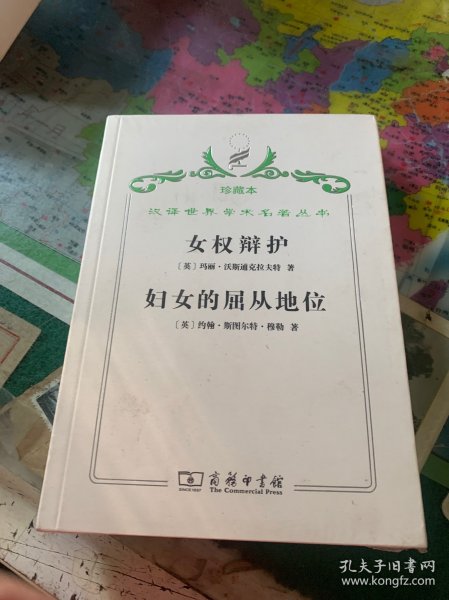 珍藏本
汉译世界学术名著丛书
女权辩护
〔英〕玛丽·沃斯通克拉夫特 著
妇女的屈从地位
〔英〕约翰·斯图尔特·穆勒 著
SINCE 1897
商务印书馆
The Commercial Press
孔夫子旧书网
www.kongfz.com